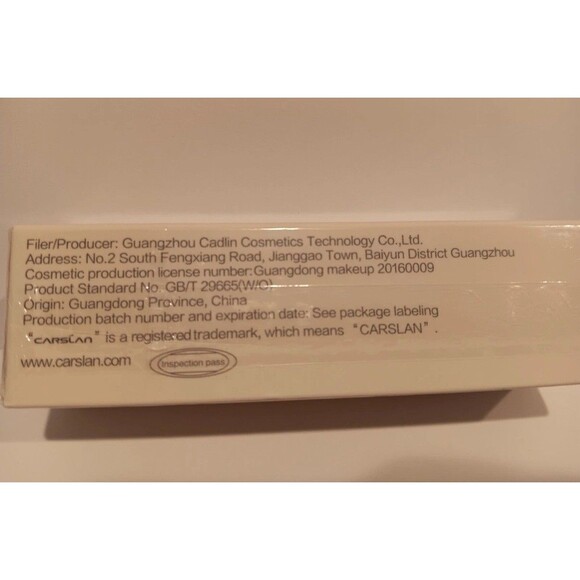 Filer/Producer: Guangzhou Cadlin Cosmetics Technology Co.,Ltd.
Address: No.2 South Fengxiang Road, Jianggao Town, Baiyun District Guangzhou
Cosmetic production license number:Guangdong makeup 20160009
Product Standard No. GB/T 29665(W/O)
Origin: Guangdong Province, China
Production batch number and expiration date: See package labeling
"CARSLAN" is a registered trademark, which means "CARSLAN".
www.carslan.com
Inspection pass